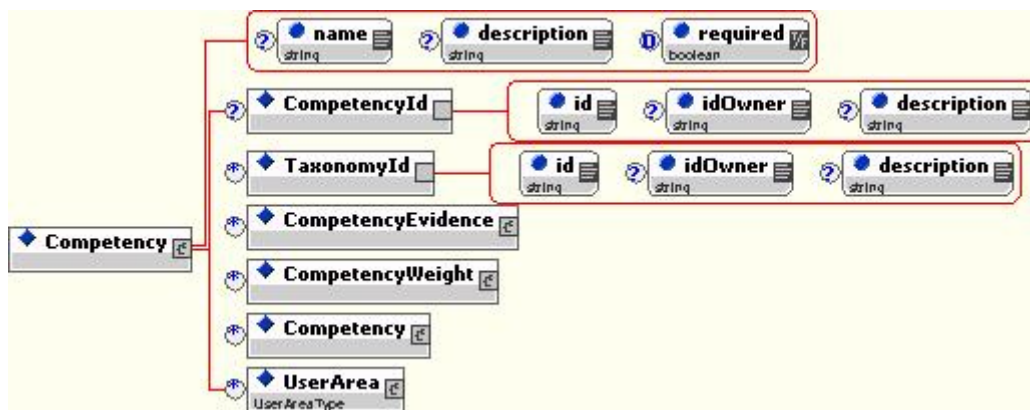 ? name ? description D required
string string boolean
? CompetencyId id ? idOwner ? description
string string string
* TaxonomyId id ? idOwner ? description
string string string
* CompetencyEvidence
Competency
* CompetencyWeight
* Competency
* UserArea
UserAreaType